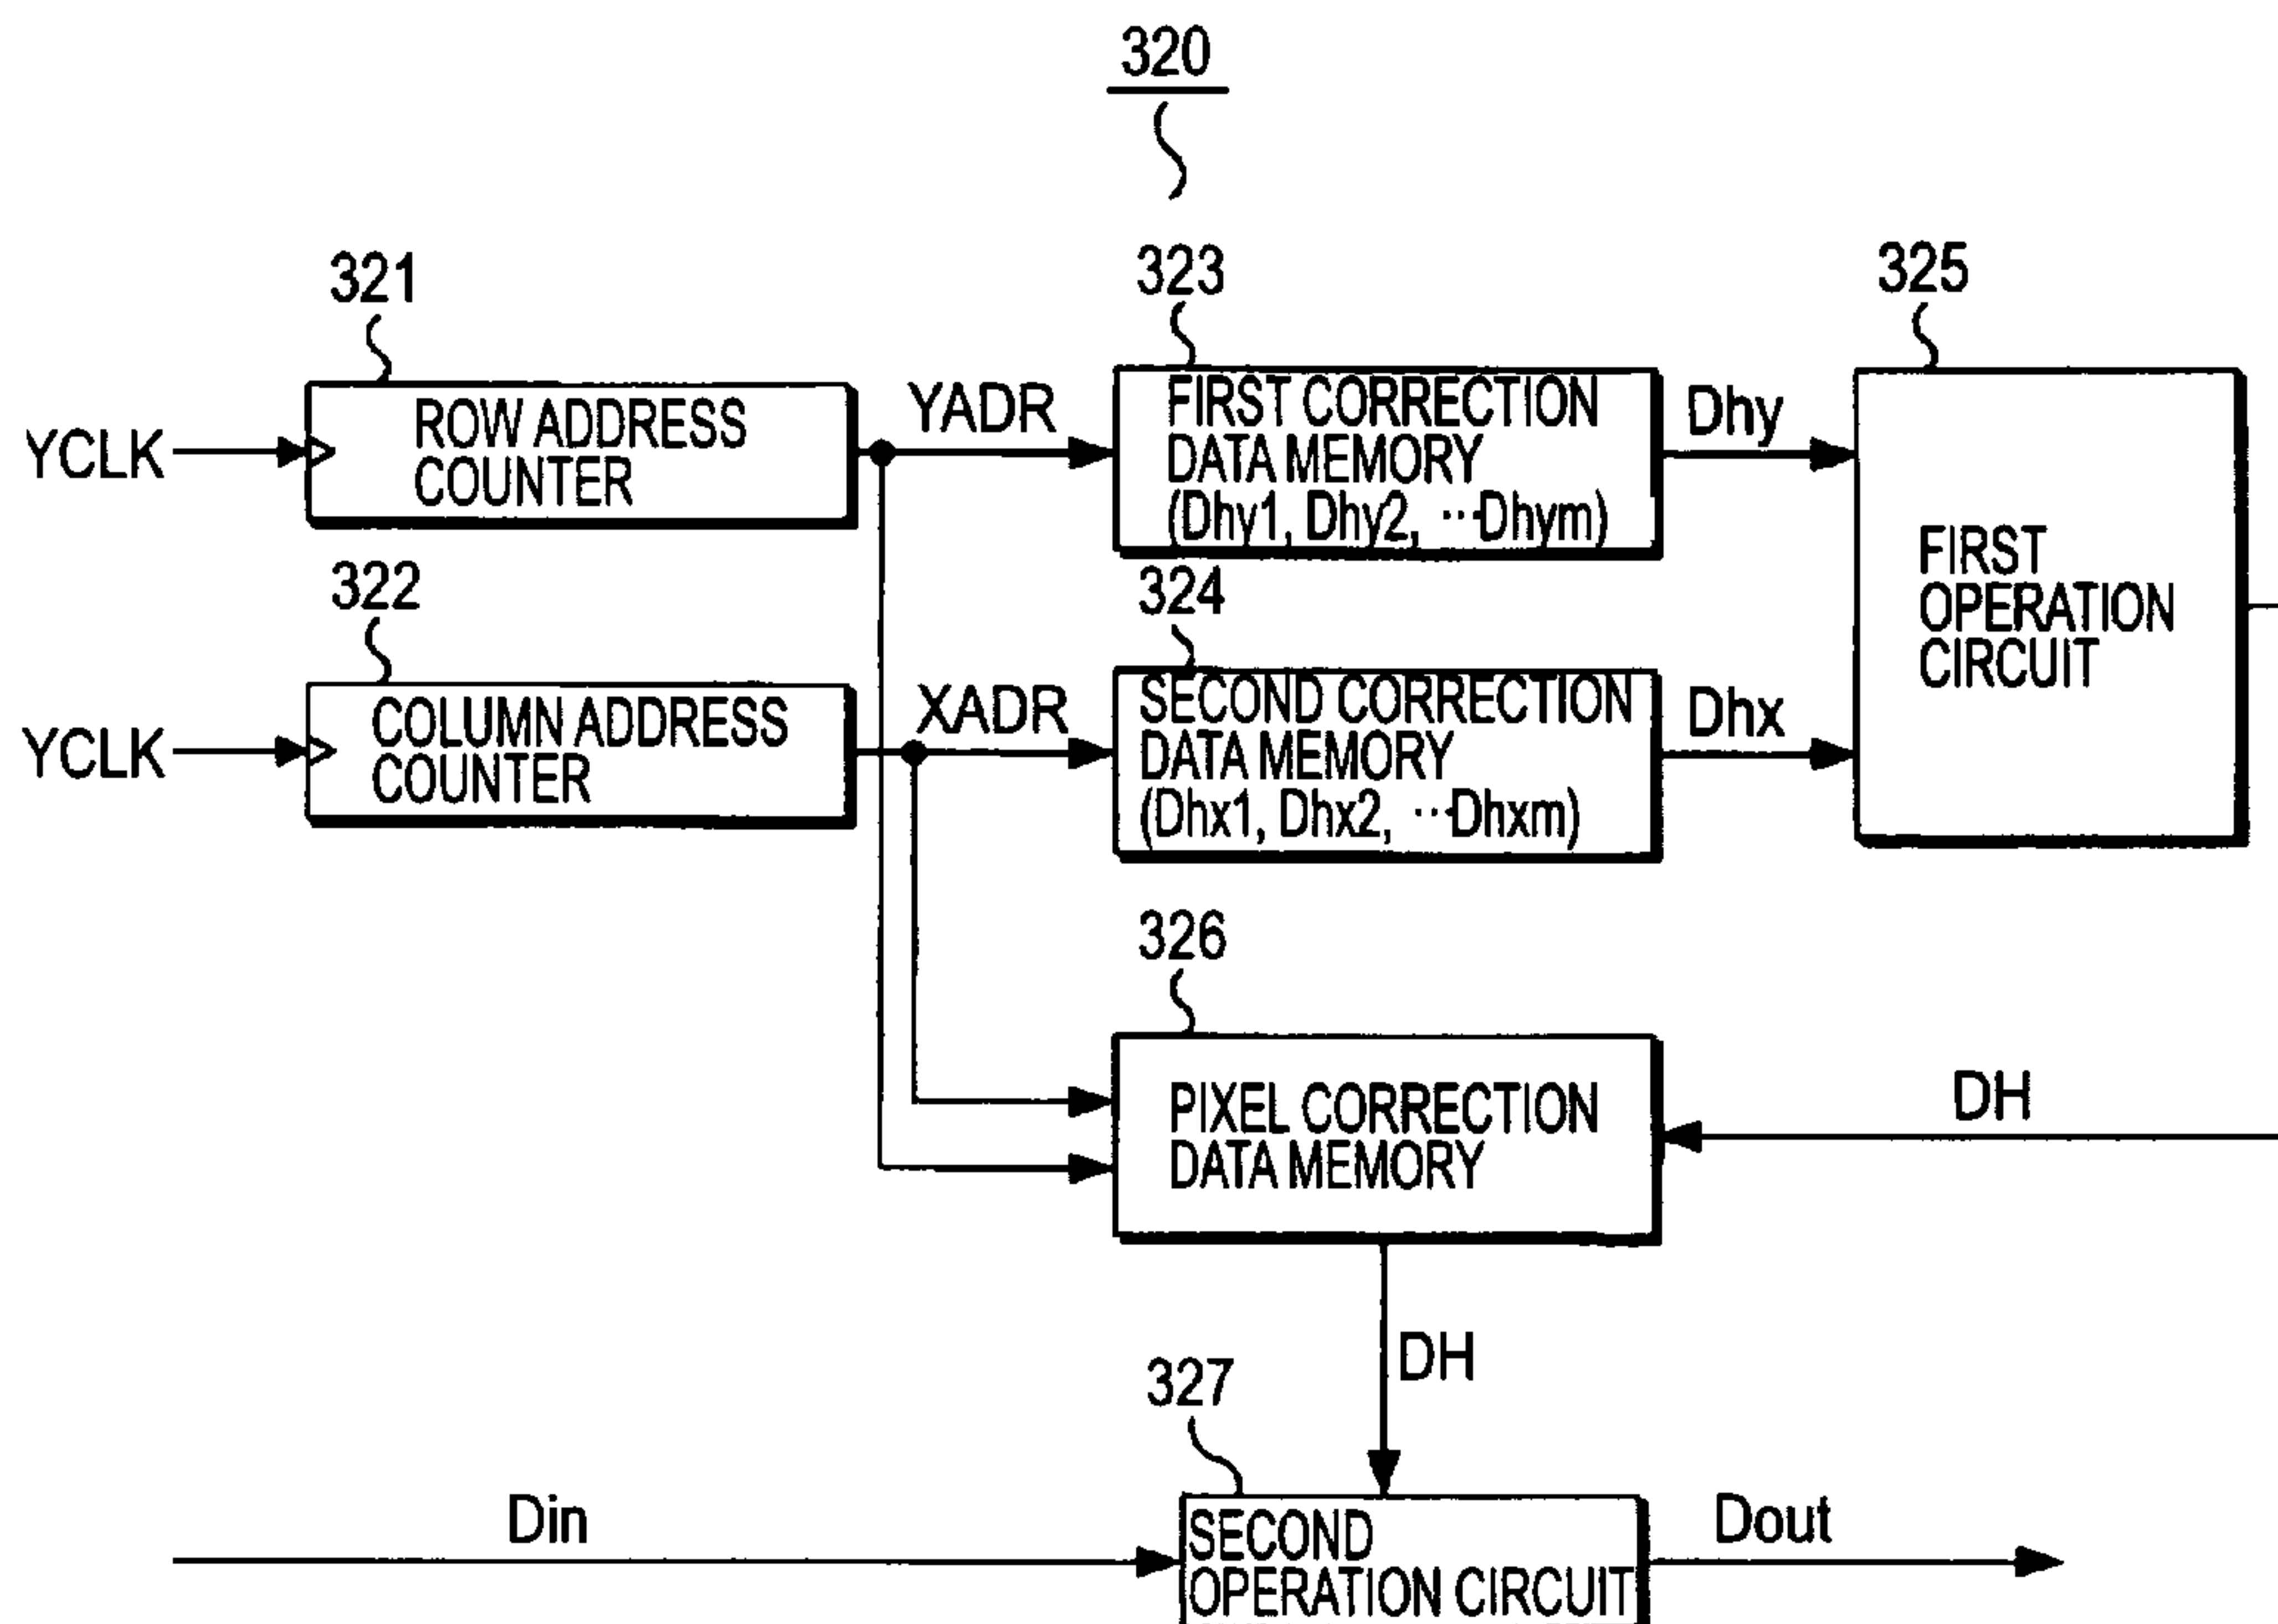 320
321
323
325
YCLK
ROW ADDRESS
COUNTER
YADR
FIRST CORRECTION
DATA MEMORY
(Dhy1, Dhy2, ···Dhym)
Dhy
FIRST
OPERATION
CIRCUIT
322
324
YCLK
COLUMN ADDRESS
COUNTER
XADR
SECOND CORRECTION
DATA MEMORY
(Dhx1, Dhx2, ···Dhxm)
Dhx
326
PIXEL CORRECTION
DATA MEMORY
DH
DH
327
Din
SECOND
OPERATION CIRCUIT
Dout